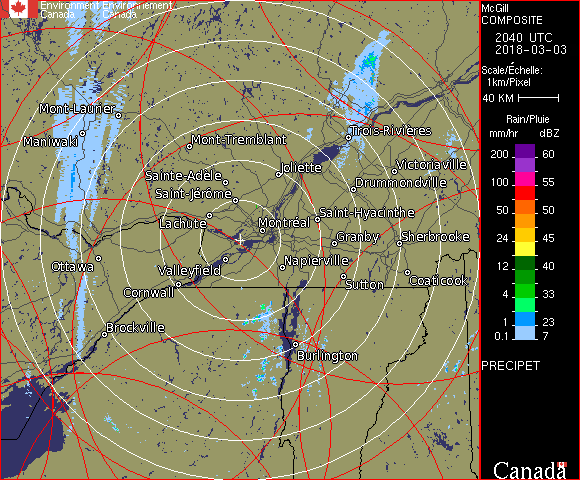 Environment Environnement
Canada Canada
McGill
COMPOSITE
2040 UTC
2018-03-03
Scale/Échelle:
1km/Pixel
40 KM
Rain/Pluie
mm/hr dBZ
200 60
150 57
100 55
50 50
24 45
12 40
4 33
1 23
0.1 7
PRECIPET
Canada
Mont-Laurier
Maniwaki
Mont-Tremblant
Trois-Rivières
Sainte-Adèle
Joliette
Victoriaville
Saint-Jérôme
Drummondville
Lachute
Montréal
Saint-Hyacinthe
Granby
Sherbrooke
Ottawa
Valleyfield
Napierville
Cornwall
Sutton
Coaticook
Brockville
Burlington